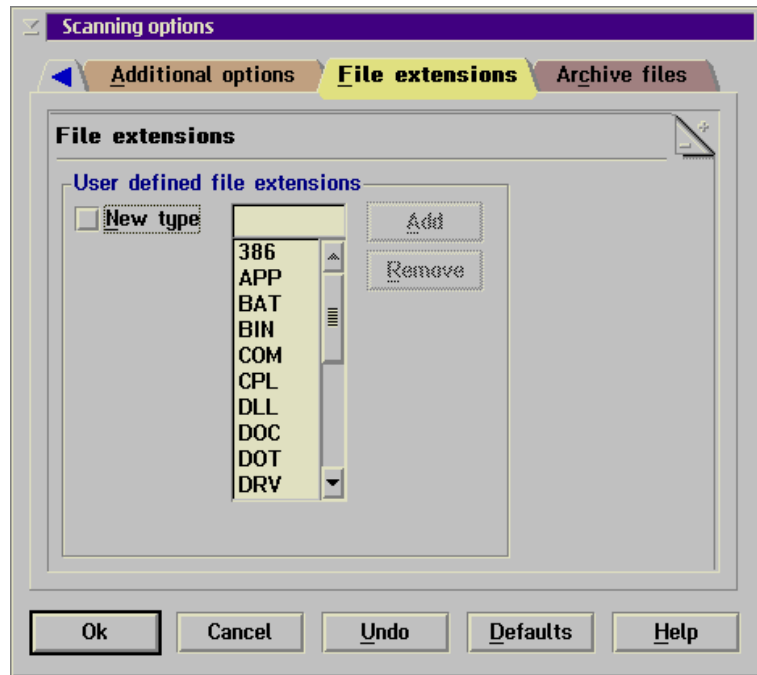 Scanning options
Additional options File extensions Archive files
File extensions
User defined file extensions
New type Add
386 Remove
APP
BAT
BIN
COM
CPL
DLL
DOC
DOT
DRV
Ok Cancel Undo Defaults Help